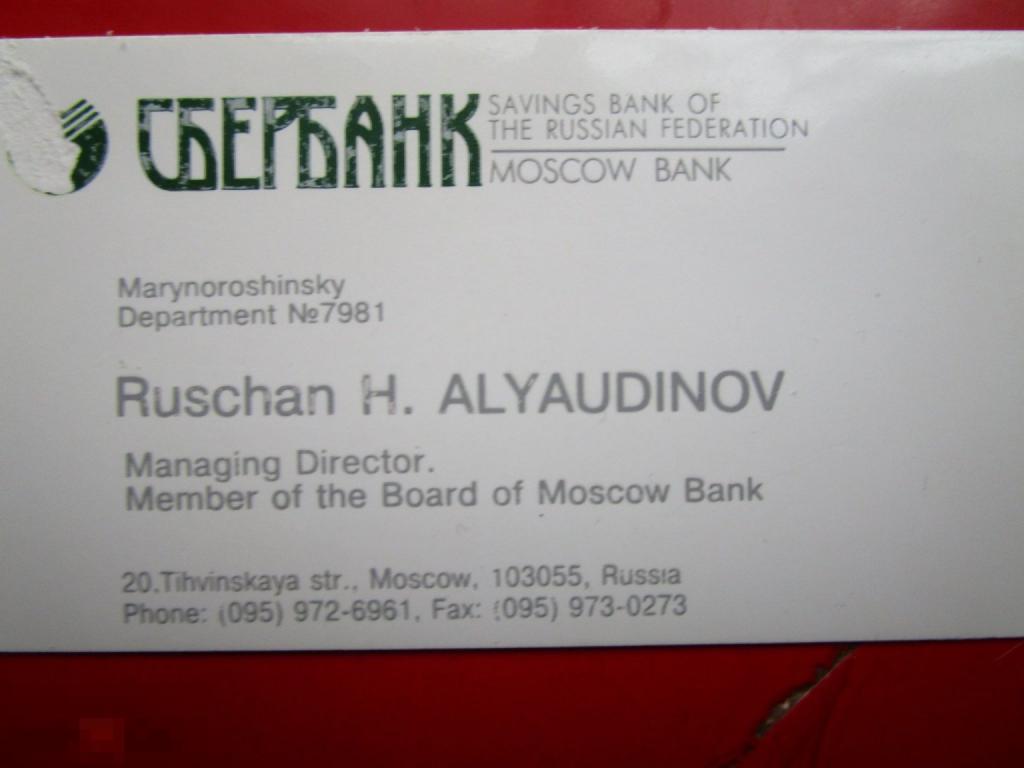 СБЕРБАНК
SAVINGS BANK OF
THE RUSSIAN FEDERATION
MOSCOW BANK
Marynoroshinsky
Department №7981
Ruschan H. ALYAUDINOV
Managing Director.
Member of the Board of Moscow Bank
20.Tihvinskaya str., Moscow, 103055, Russia
Phone: (095) 972-6961, Fax: (095) 973-0273